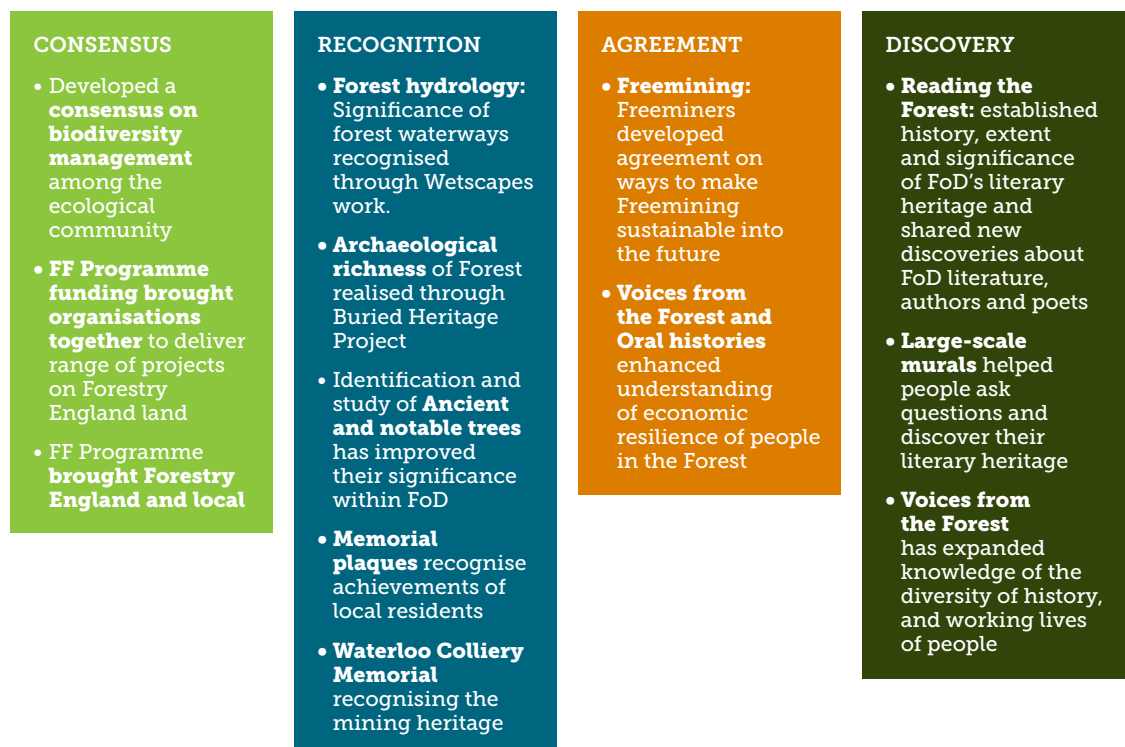 CONSENSUS
• Developed a
consensus on
biodiversity
management
among the
ecological
community
• FF Programme
funding brought
organisations
together to deliver
range of projects
on Forestry
England land
• FF Programme
brought Forestry
England and local
RECOGNITION
• Forest hydrology:
Significance of
forest waterways
recognised
through Wetscapes
work.
• Archaeological
richness of Forest
realised through
Buried Heritage
Project
• Identification and
study of Ancient
and notable trees
has improved
their significance
within FoD
• Memorial
plaques recognise
achievements of
local residents
• Waterloo Colliery
Memorial
recognising the
mining heritage
AGREEMENT
• Freemining:
Freeminers
developed
agreement on
ways to make
Freemining
sustainable into
the future
• Voices from
the Forest and
Oral histories
enhanced
understanding
of economic
resilience of people
in the Forest
DISCOVERY
• Reading the
Forest: established
history, extent
and significance
of FoD's literary
heritage and
shared new
discoveries about
FoD literature,
authors and poets
• Large-scale
murals helped
people ask
questions and
discover their
literary heritage
• Voices from
the Forest
has expanded
knowledge of the
diversity of history,
and working lives
of people